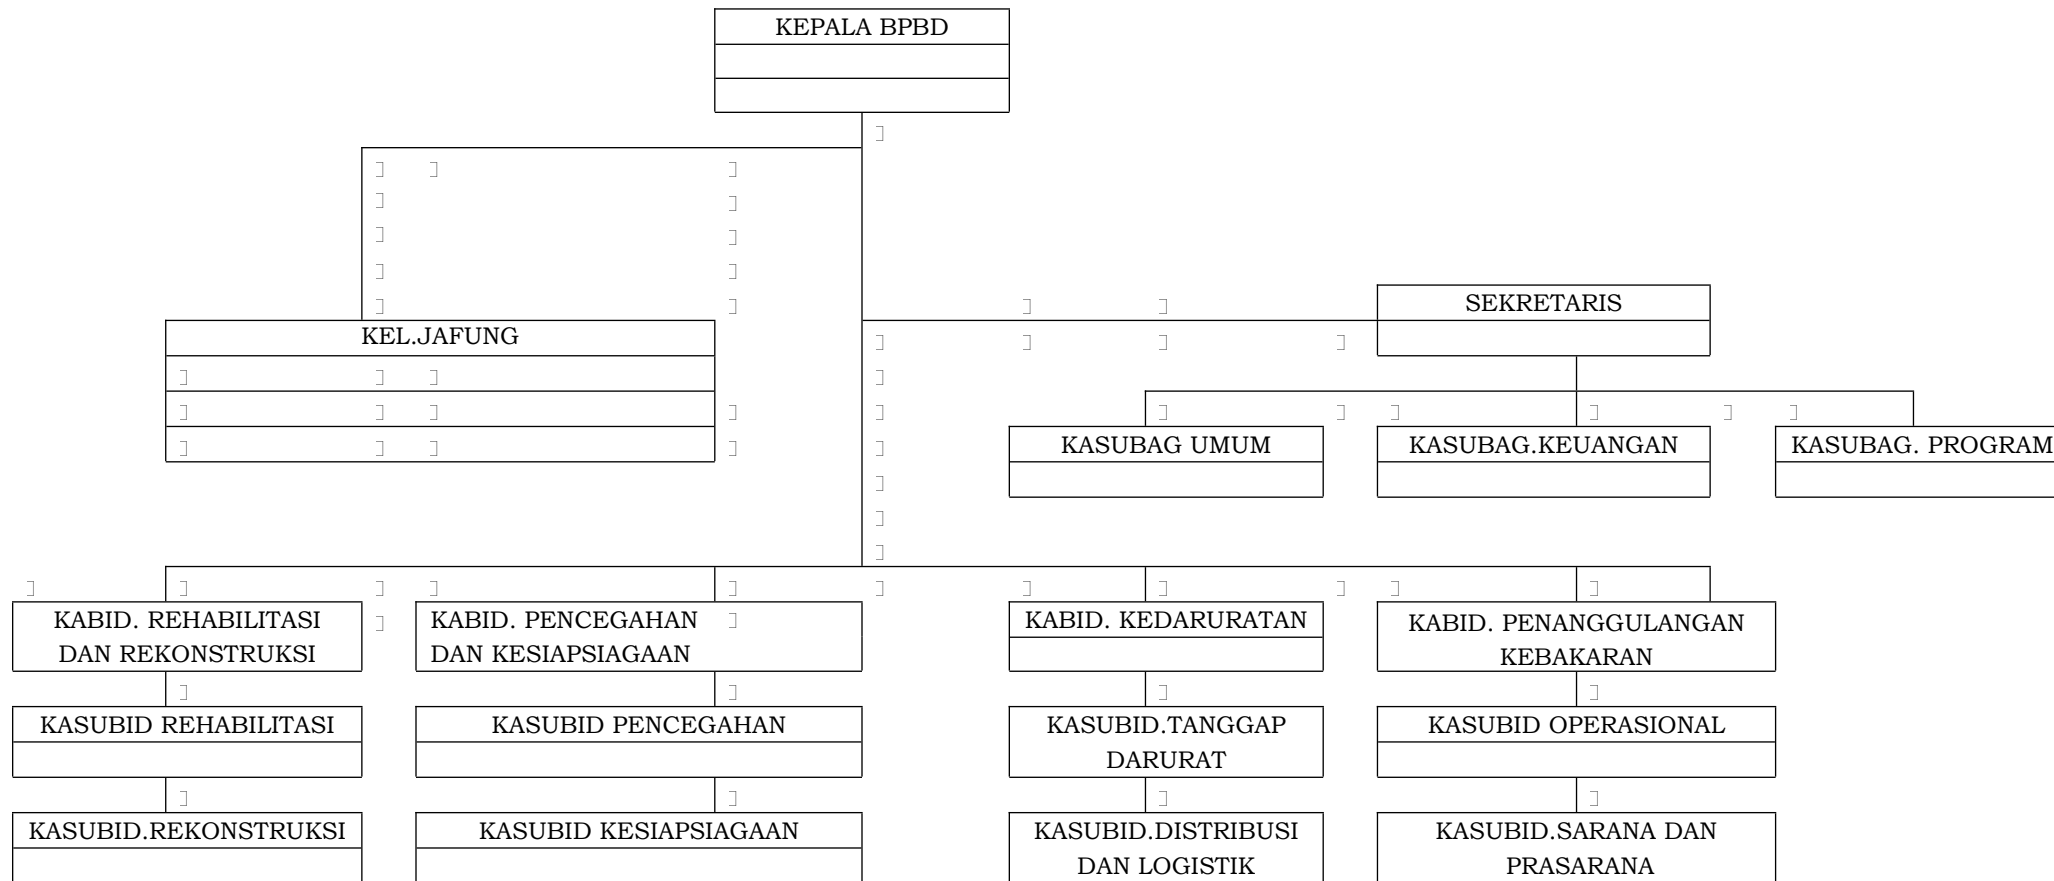 KEPALA BPBD
SEKRETARIS
KEL.JAFUNG
KASUBAG UMUM
KASUBAG.KEUANGAN
KASUBAG. PROGRAM
KABID. REHABILITASI
DAN REKONSTRUKSI
KABID. PENCEGAHAN
DAN KESIAPSIAGAAN
KABID. KEDARURATAN
KABID. PENANGGULANGAN
KEBAKARAN
KASUBID REHABILITASI
KASUBID PENCEGAHAN
KASUBID.TANGGAP
DARURAT
KASUBID OPERASIONAL
KASUBID.REKONSTRUKSI
KASUBID KESIAPSIAGAAN
KASUBID.DISTRIBUSI
DAN LOGISTIK
KASUBID.SARANA DAN
PRASARANA